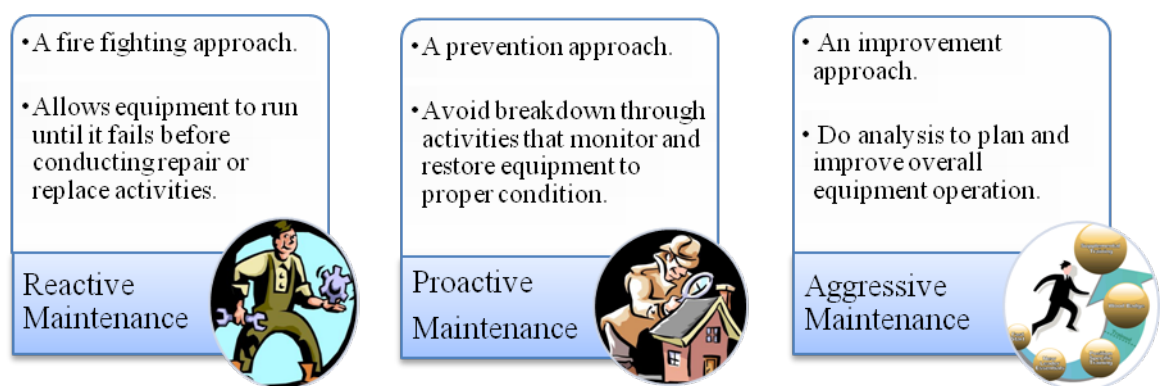 •A fire fighting approach.
•Allows equipment to run
until it fails before
conducting repair or
replace activities.
Reactive
Maintenance
•A prevention approach.
•Avoid breakdown through
activities that monitor and
restore equipment to
proper condition.
Proactive
Maintenance
• An improvement
approach.
• Do analysis to plan and
improve overall
equipment operation.
Aggressive
Maintenance